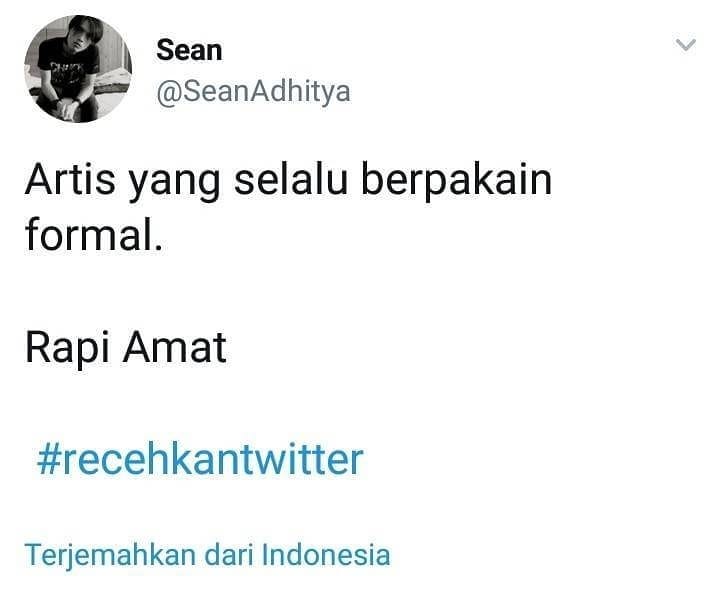 Sean
@SeanAdhitya
Artis yang selalu berpakain
formal.
Rapi Amat
#recehkantwitter
Terjemahkan dari Indonesia